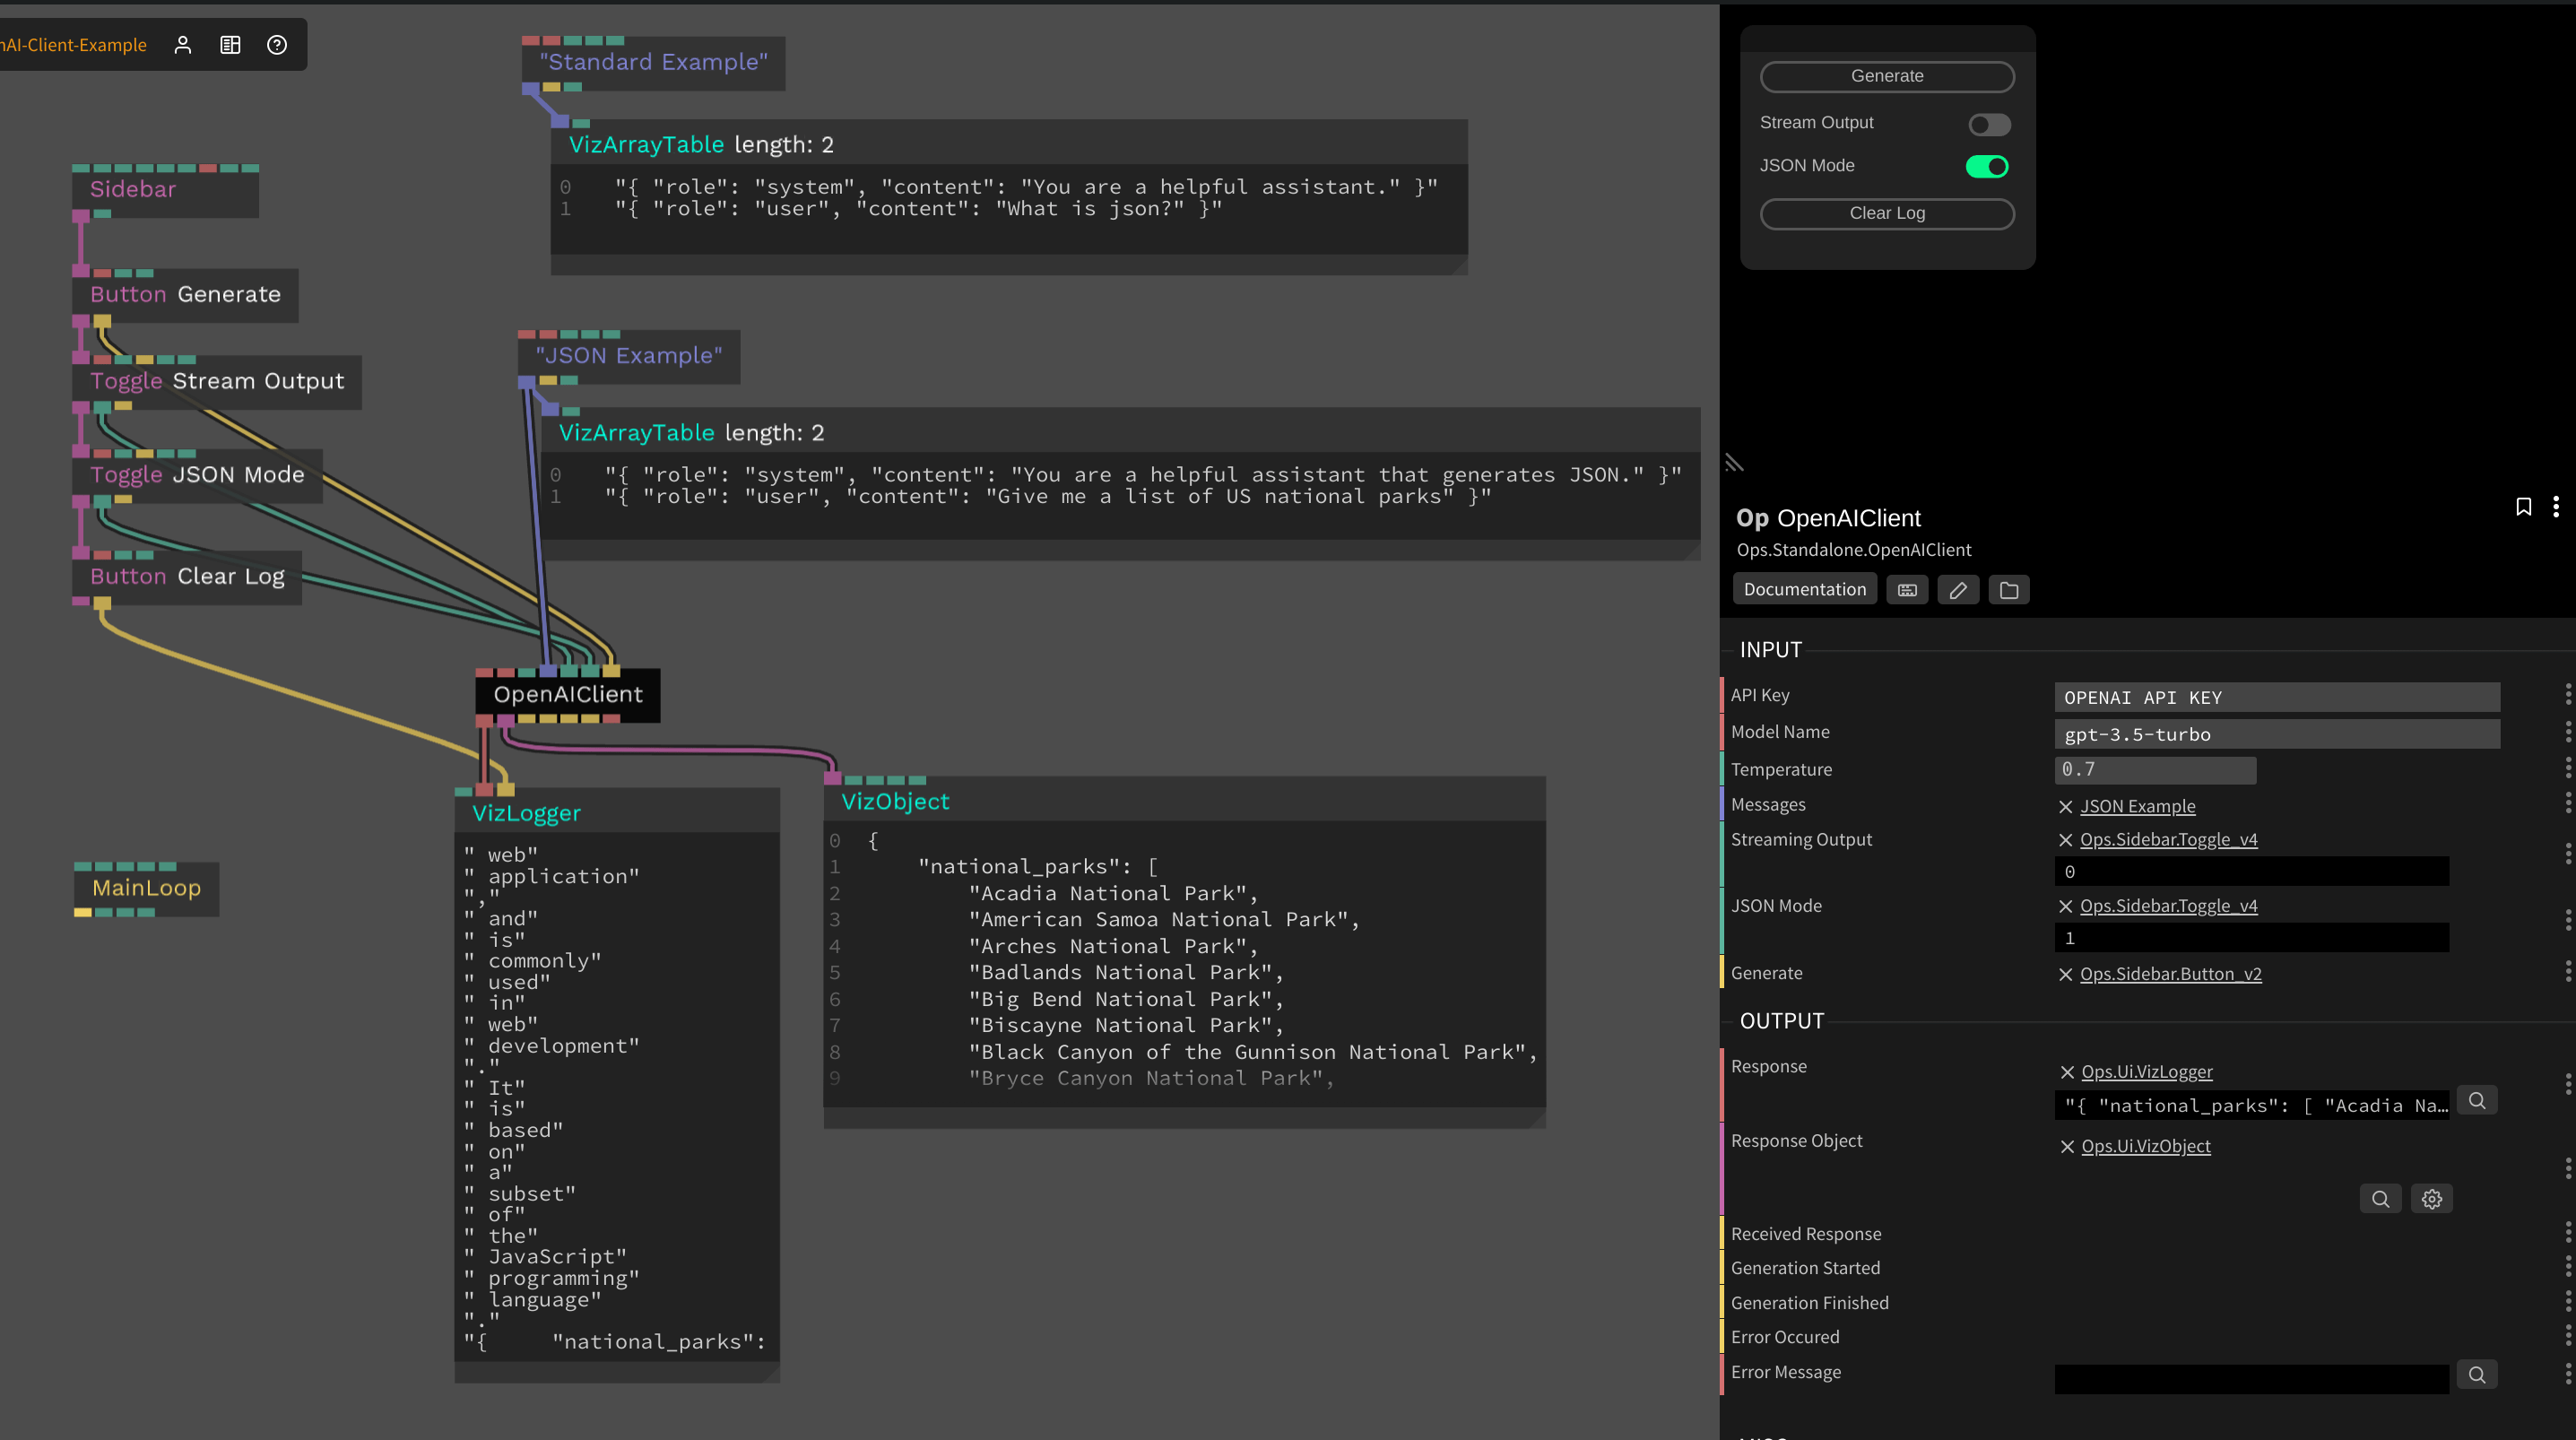 nAI-Client-Example
"Standard Example"
VizArrayTable length: 2
0 "{ "role": "system", "content": "You are a helpful assistant." }"
1 "{ "role": "user", "content": "What is json?" }"
Sidebar
Button Generate
Toggle Stream Output
Toggle JSON Mode
Button Clear Log
"JSON Example"
VizArrayTable length: 2
0 "{ "role": "system", "content": "You are a helpful assistant that generates JSON." }"
1 "{ "role": "user", "content": "Give me a list of US national parks" }"
OpenAIClient
MainLoop
VizLogger
" web"
" application"
","
" and"
" is"
" commonly"
" used"
" in"
" web"
" development"
"."
" It"
" is"
" based"
" on"
" a"
" subset"
" of"
" the"
" JavaScript"
" programming"
" language"
"."
"{ "national_parks":
VizObject
0 {
1 "national_parks": [
2 "Acadia National Park",
3 "American Samoa National Park",
4 "Arches National Park",
5 "Badlands National Park",
6 "Big Bend National Park",
7 "Biscayne National Park",
8 "Black Canyon of the Gunnison National Park",
9 "Bryce Canyon National Park",
Generate
Stream Output
JSON Mode
Clear Log
Op OpenAIClient
Ops.Standalone.OpenAIClient
Documentation
INPUT
API Key OPENAI API KEY
Model Name gpt-3.5-turbo
Temperature 0.7
Messages JSON Example
Streaming Output Ops.Sidebar.Toggle_v4
0
JSON Mode Ops.Sidebar.Toggle_v4
1
Generate Ops.Sidebar.Button_v2
OUTPUT
Response Ops.Ui.VizLogger
"{ "national_parks": [ "Acadia Na…
Response Object Ops.Ui.VizObject
Received Response
Generation Started
Generation Finished
Error Occured
Error Message